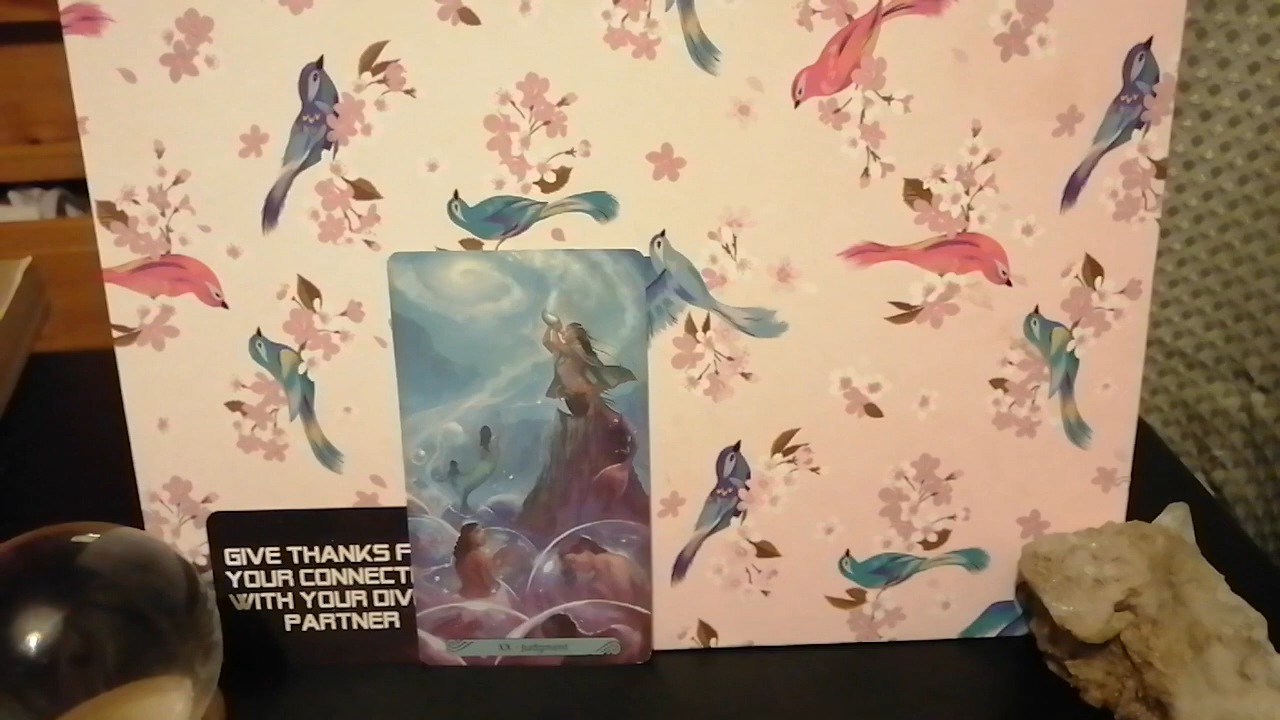 GIVE THANKS F
YOUR CONNECT
WITH YOUR DIV
PARTNER
XX - Judgment